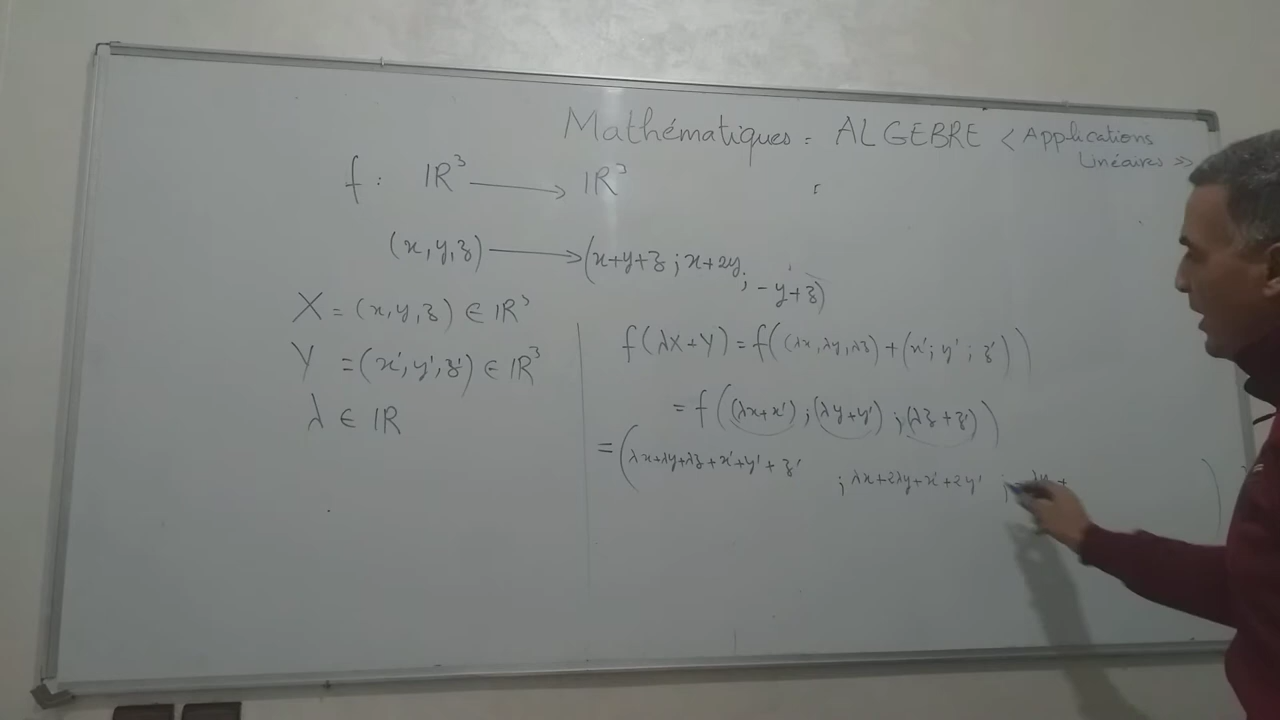 Mathématiques = ALGEBRE < Applications
Linéaires >>
f : IR³ ⟶ IR³
(x, y, z) ⟶ (x+y+z ; x+2y
; -y+z)
X = (x, y, z) ∈ IR³
Y = (x', y', z') ∈ IR³
λ ∈ IR
f(λX+Y) = f((λx, λy, λz) + (x' ; y' ; z'))
= f((λx+x') ; (λy+y') ; (λz+z'))
= (λx+λy+λz+x'+y'+z' ; λx+2λy+x'+2y' ; )